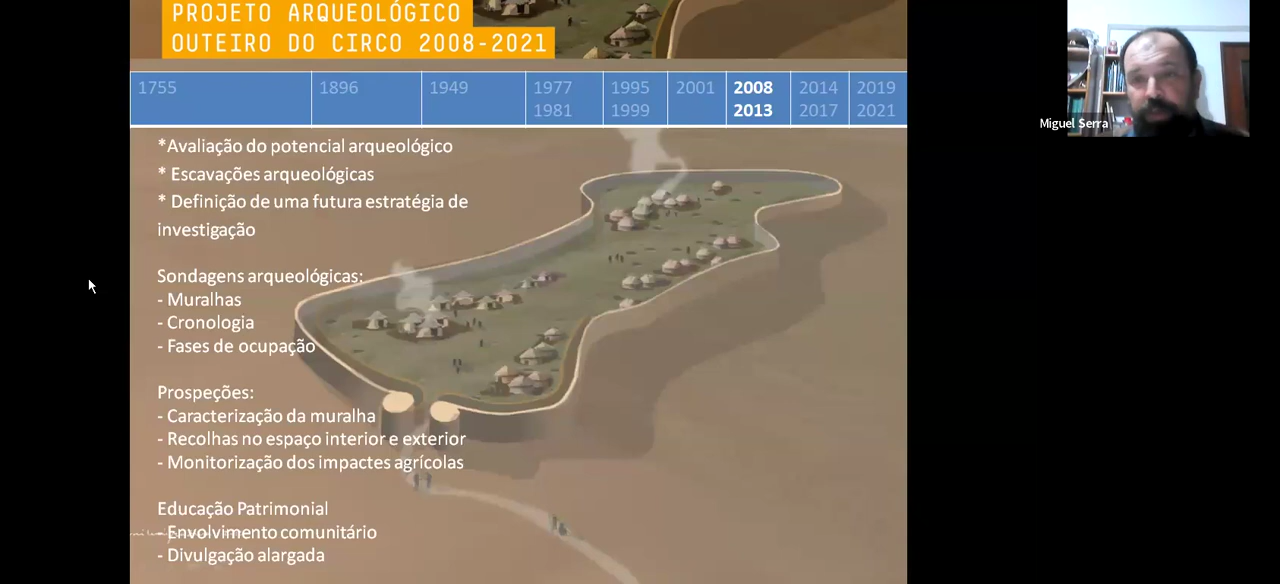 PROJETO ARQUEOLÓGICO
OUTEIRO DO CIRCO 2008-2021
1755
1896
1949
1977
1981
1995
1999
2001
2008
2013
2014
2017
2019
2021
*Avaliação do potencial arqueológico
* Escavações arqueológicas
* Definição de uma futura estratégia de
investigação
Sondagens arqueológicas:
- Muralhas
- Cronologia
- Fases de ocupação
Prospeções:
- Caracterização da muralha
- Recolhas no espaço interior e exterior
- Monitorização dos impactes agrícolas
Educação Patrimonial
- Envolvimento comunitário
- Divulgação alargada
Miguel Serra